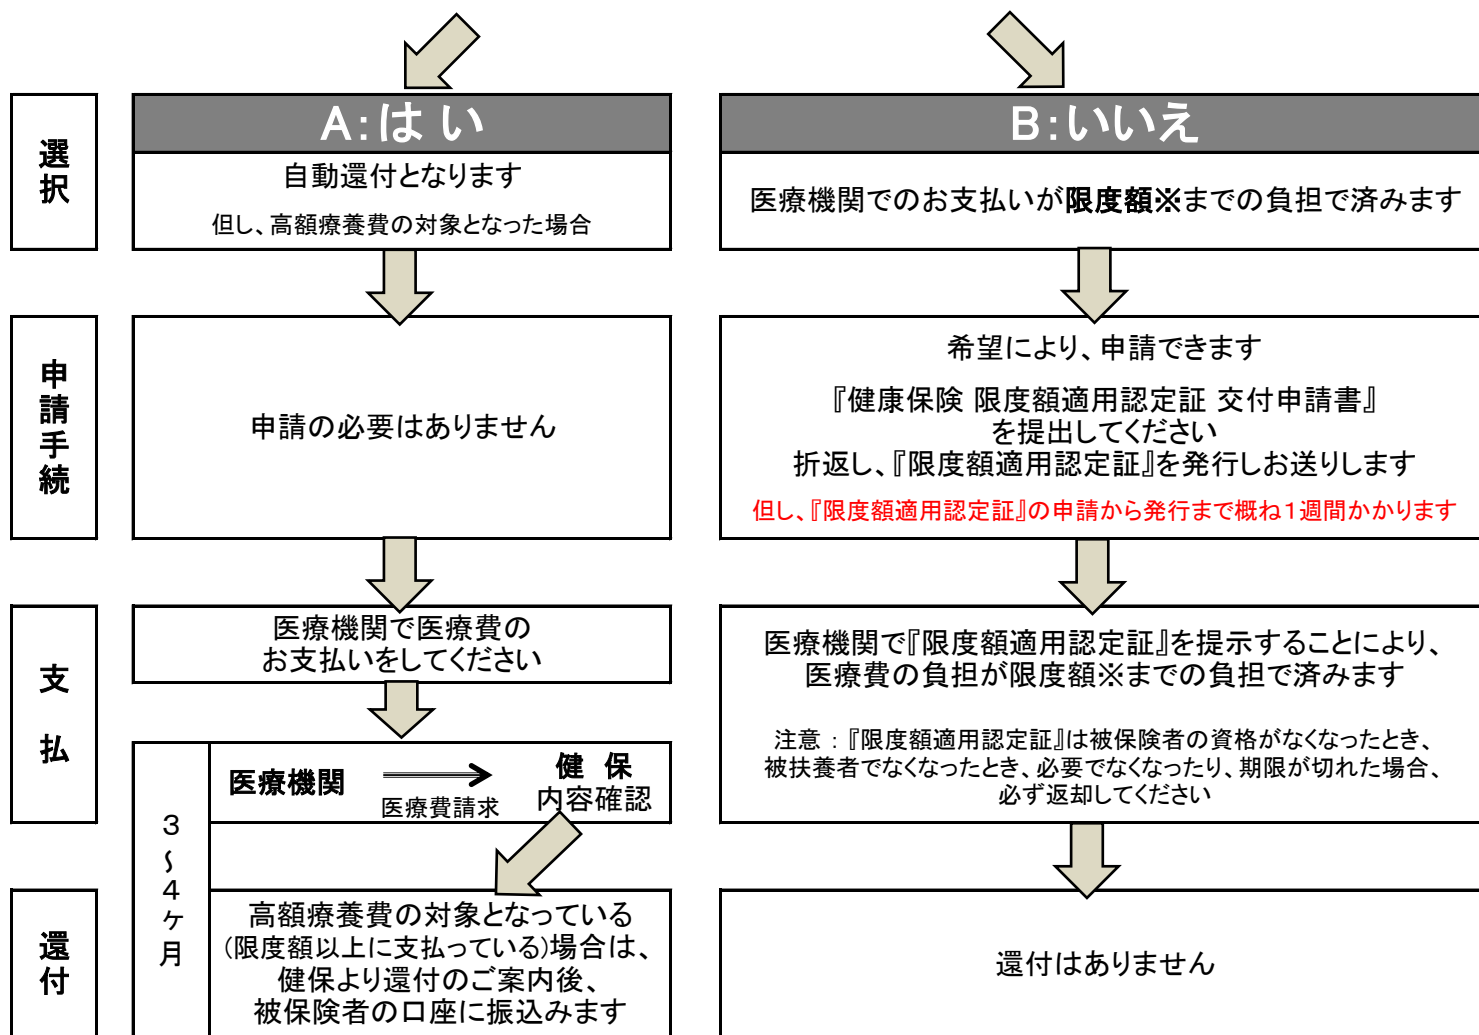 選択
A:はい
自動還付となります
但し、高額療養費の対象となった場合
B:いいえ
医療機関でのお支払いが限度額※までの負担で済みます
申請手続
申請の必要はありません
希望により、申請できます
『健康保険 限度額適用認定証 交付申請書』
を提出してください
折返し、『限度額適用認定証』を発行しお送りします
但し、『限度額適用認定証』の申請から発行まで概ね1週間かかります
支払
医療機関で医療費の
お支払いをしてください
3～4ヶ月
医療機関
医療費請求
健 保
内容確認
医療機関で『限度額適用認定証』を提示することにより、
医療費の負担が限度額※までの負担で済みます
注意 : 『限度額適用認定証』は被保険者の資格がなくなったとき、
被扶養者でなくなったとき、必要でなくなったり、期限が切れた場合、
必ず返却してください
還付
高額療養費の対象となっている
(限度額以上に支払っている)場合は、
健保より還付のご案内後、
被保険者の口座に振込みます
還付はありません